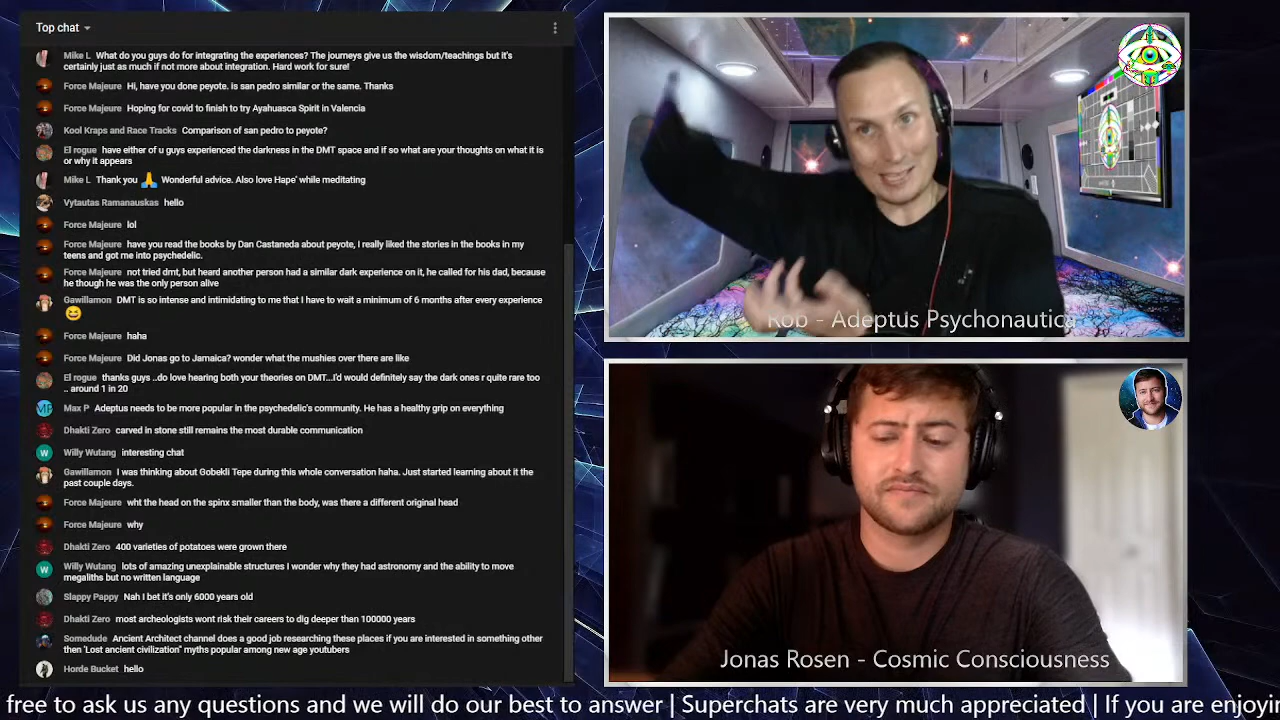 Top chat
Mike L What do you guys do for integrating the experiences? The journeys give us the wisdom/teachings but it's
certainly just as much if not more about integration. Hard work for sure!
Force Majeure Hi, have you done peyote. is san pedro similar or the same. Thanks
Force Majeure Hoping for covid to finish to try Ayahuasca Spirit in Valencia
Kool Kraps and Race Tracks Comparison of san pedro to peyote?
El rogue have either of u guys experienced the darkness in the DMT space and if so what are your thoughts on what it is
or why it appears
Mike L Thank you 🙏 Wonderful advice. Also love Hape' while meditating
Vytautas Ramanauskas hello
Force Majeure lol
Force Majeure have you read the books by Dan Castaneda about peyote, I really liked the stories in the books in my
teens and got me into psychedelic.
Force Majeure not tried dmt, but heard another person had a similar dark experience on it, he called for his dad, because
he though he was the only person alive
Gawillamon DMT is so intense and intimidating to me that I have to wait a minimum of 6 months after every experience
😆
Force Majeure haha
Force Majeure Did Jonas go to Jamaica? wonder what the mushies over there are like
El rogue thanks guys ..do love hearing both your theories on DMT...I'd would definitely say the dark ones r quite rare too
.. around 1 in 20
MP Max P Adeptus needs to be more popular in the psychedelic's community. He has a healthy grip on everything
Dhakti Zero carved in stone still remains the most durable communication
W Willy Wutang interesting chat
Gawillamon I was thinking about Gobekli Tepe during this whole conversation haha. Just started learning about it the
past couple days.
Force Majeure wht the head on the spinx smaller than the body, was there a different original head
Force Majeure why
Dhakti Zero 400 varieties of potatoes were grown there
W Willy Wutang lots of amazing unexplainable structures I wonder why they had astronomy and the ability to move
megaliths but no written language
Slappy Pappy Nah I bet it's only 6000 years old
Dhakti Zero most archeologists wont risk their careers to dig deeper than 100000 years
Somedude Ancient Architect channel does a good job researching these places if you are interested in something other
then 'Lost ancient civilization" myths popular among new age youtubers
Horde Bucket hello
Rob - Adeptus Psychonautica
Jonas Rosen - Cosmic Consciousness
free to ask us any questions and we will do our best to answer | Superchats are very much appreciated | If you are enjoyin